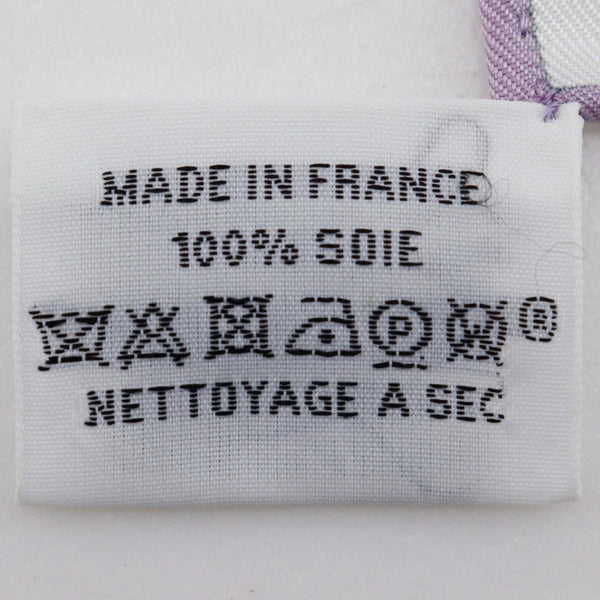 MADE IN FRANCE
100% SOIE
P W ®
NETTOYAGE A SEC